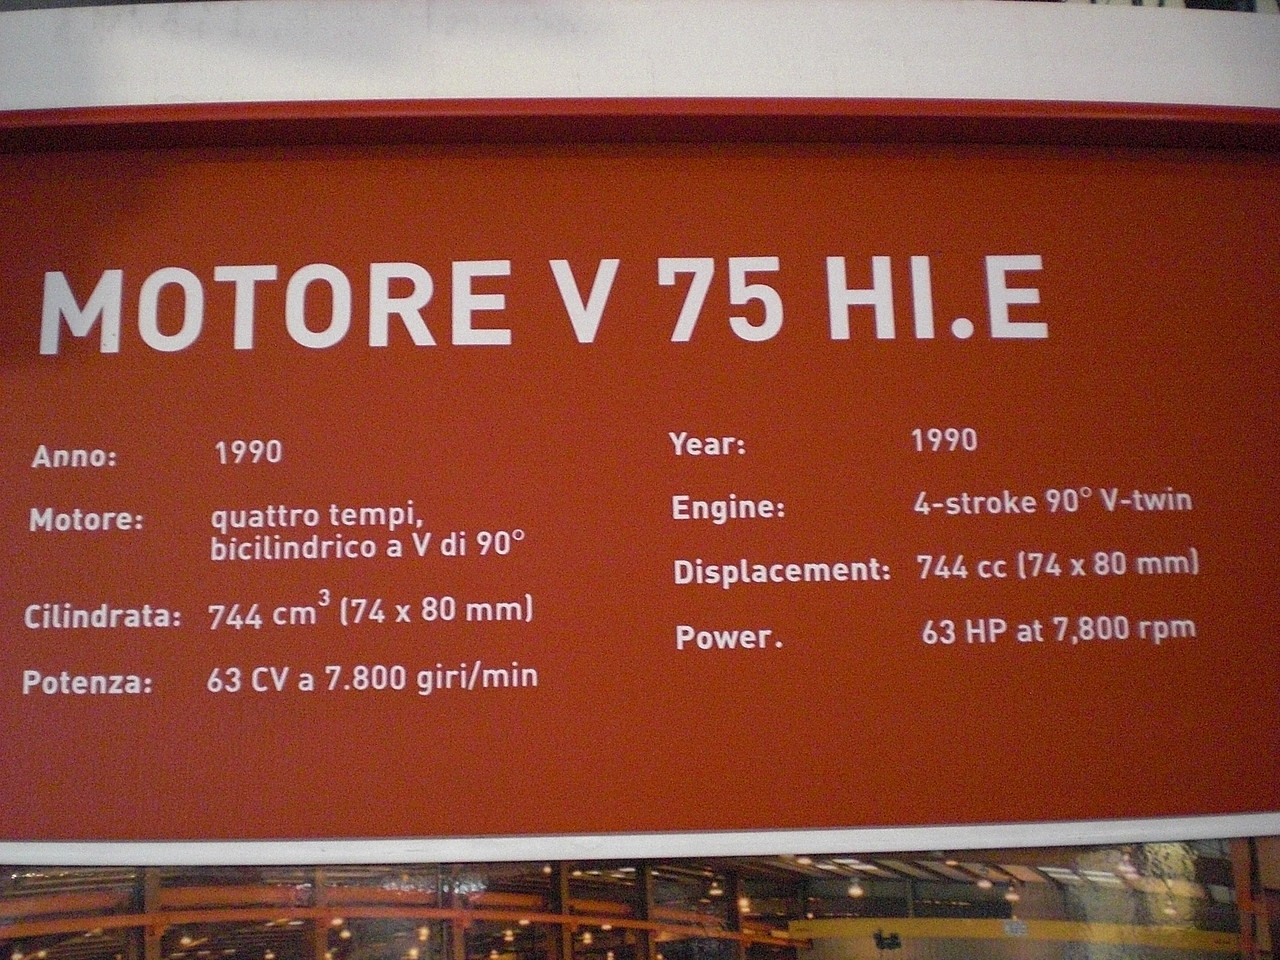 MOTORE V 75 HI.E
Anno: 1990
Motore: quattro tempi,
bicilindrico a V di 90°
Cilindrata: 744 cm³ (74 x 80 mm)
Potenza: 63 CV a 7.800 giri/min
Year: 1990
Engine: 4-stroke 90° V-twin
Displacement: 744 cc (74 x 80 mm)
Power. 63 HP at 7,800 rpm